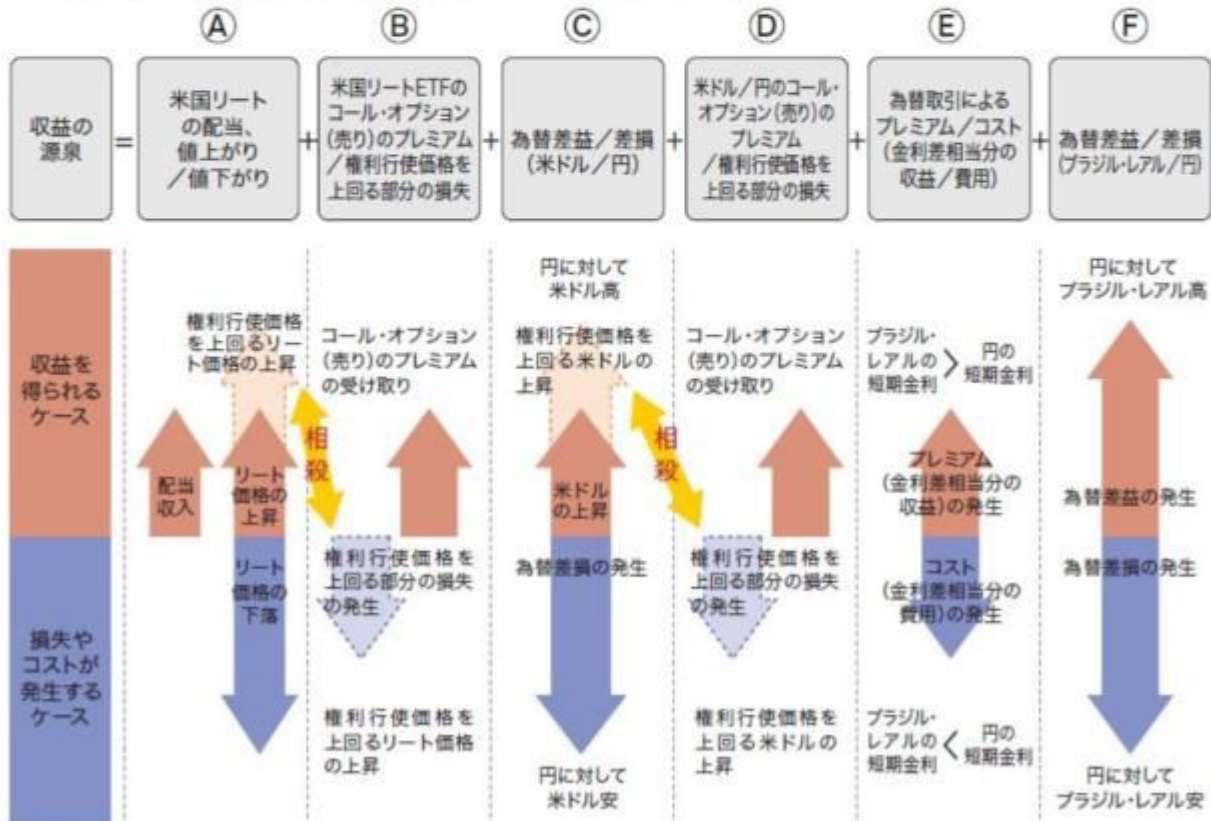 Ⓐ
Ⓑ
Ⓒ
Ⓓ
Ⓔ
Ⓕ
収益の
源泉
=
米国リート
の配当、
値上がり
／値下がり
+
米国リートETFの
コール・オプション
(売り)のプレミアム
／権利行使価格を
上回る部分の損失
+
為替差益／差損
(米ドル／円)
+
米ドル／円のコール・
オプション(売り)の
プレミアム
／権利行使価格を
上回る部分の損失
+
為替取引による
プレミアム／コスト
(金利差相当分の
収益／費用)
+
為替差益／差損
(ブラジル・レアル／円)
収益を
得られる
ケース
損失や
コストが
発生する
ケース
権利行使価格
を上回るリー
ト価格の上昇
配当
収入
リート
価格の
上昇
リート
価格の
下落
相
殺
コール・オプション
(売り)のプレミアム
の受け取り
権利行使価格を
上回る部分の損失
の発生
権利行使価格を
上回るリート価格
の上昇
円に対して
米ドル高
権利行使価格を
上回る米ドルの
上昇
米ドル
の上昇
為替差損の発生
円に対して
米ドル安
相
殺
コール・オプション
(売り)のプレミアム
の受け取り
権利行使価格を
上回る部分の損失
の発生
権利行使価格を
上回る米ドルの
上昇
ブラジル・
レアルの
短期金利
＞
円の
短期金利
プレミアム
(金利差相当分の
収益)の発生
コスト
(金利差相当分の
費用)の発生
ブラジル・
レアルの
短期金利
＜
円の
短期金利
円に対して
ブラジル・レアル高
為替差益の発生
為替差損の発生
円に対して
ブラジル・レアル安